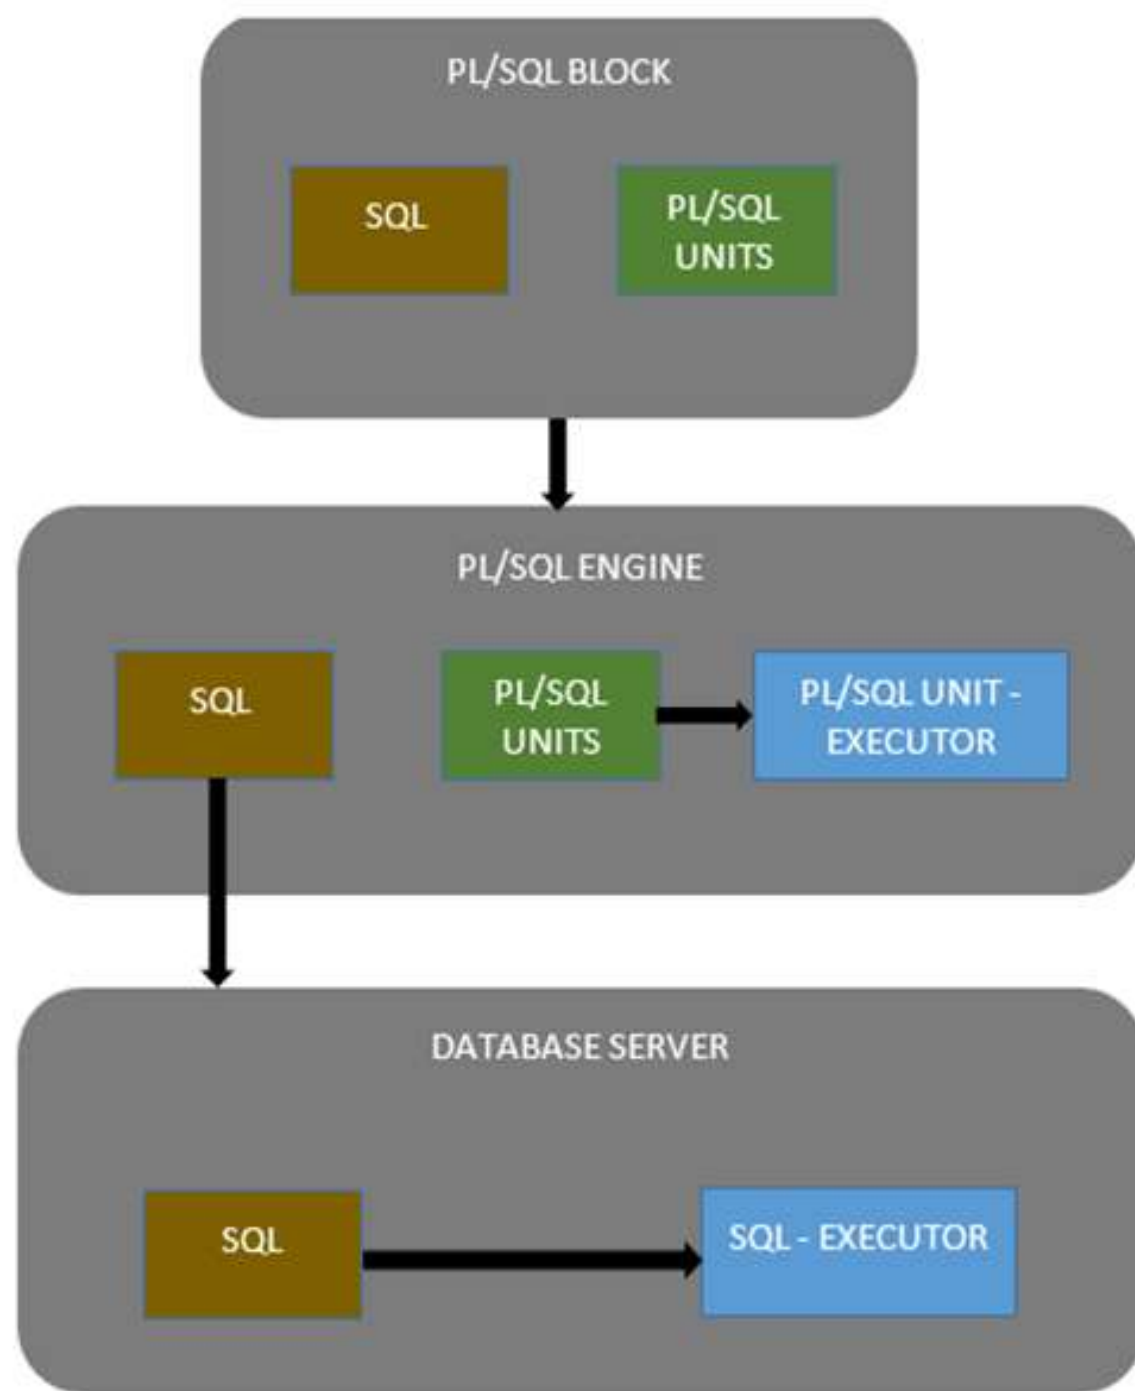 PL/SQL BLOCK
SQL
PL/SQL
UNITS
PL/SQL ENGINE
SQL
PL/SQL
UNITS
PL/SQL UNIT -
EXECUTOR
DATABASE SERVER
SQL
SQL - EXECUTOR